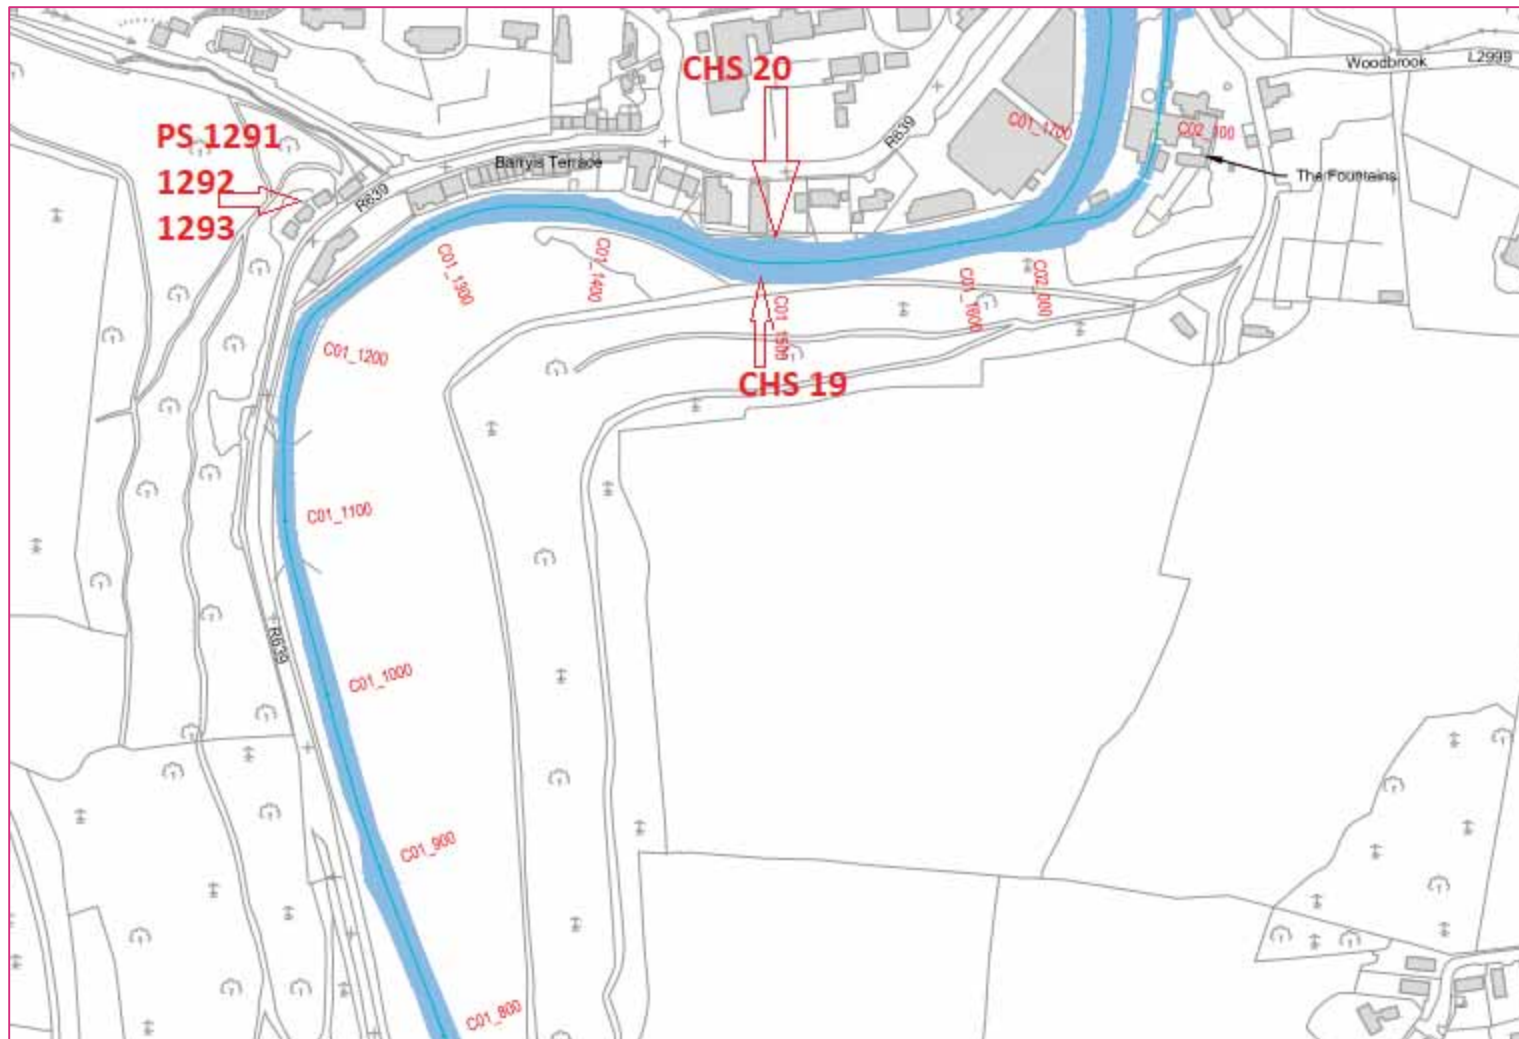 CHS 20
Woodbrook
L2999
PS 1291
1292
1293
R639
C01_1700
C02_100
Barrys Terrace
The Fountains
R639
C01_1300
C01_1400
C01_1500
C01_1600
C02_000
C01_1200
CHS 19
C01_1100
R639
C01_1000
C01_900
C01_800